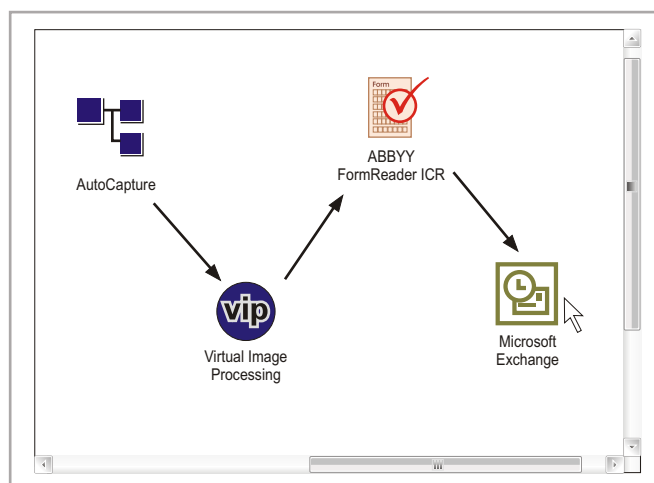 Form
ABBYY
FormReader ICR
AutoCapture
vip
Virtual Image
Processing
Microsoft
Exchange